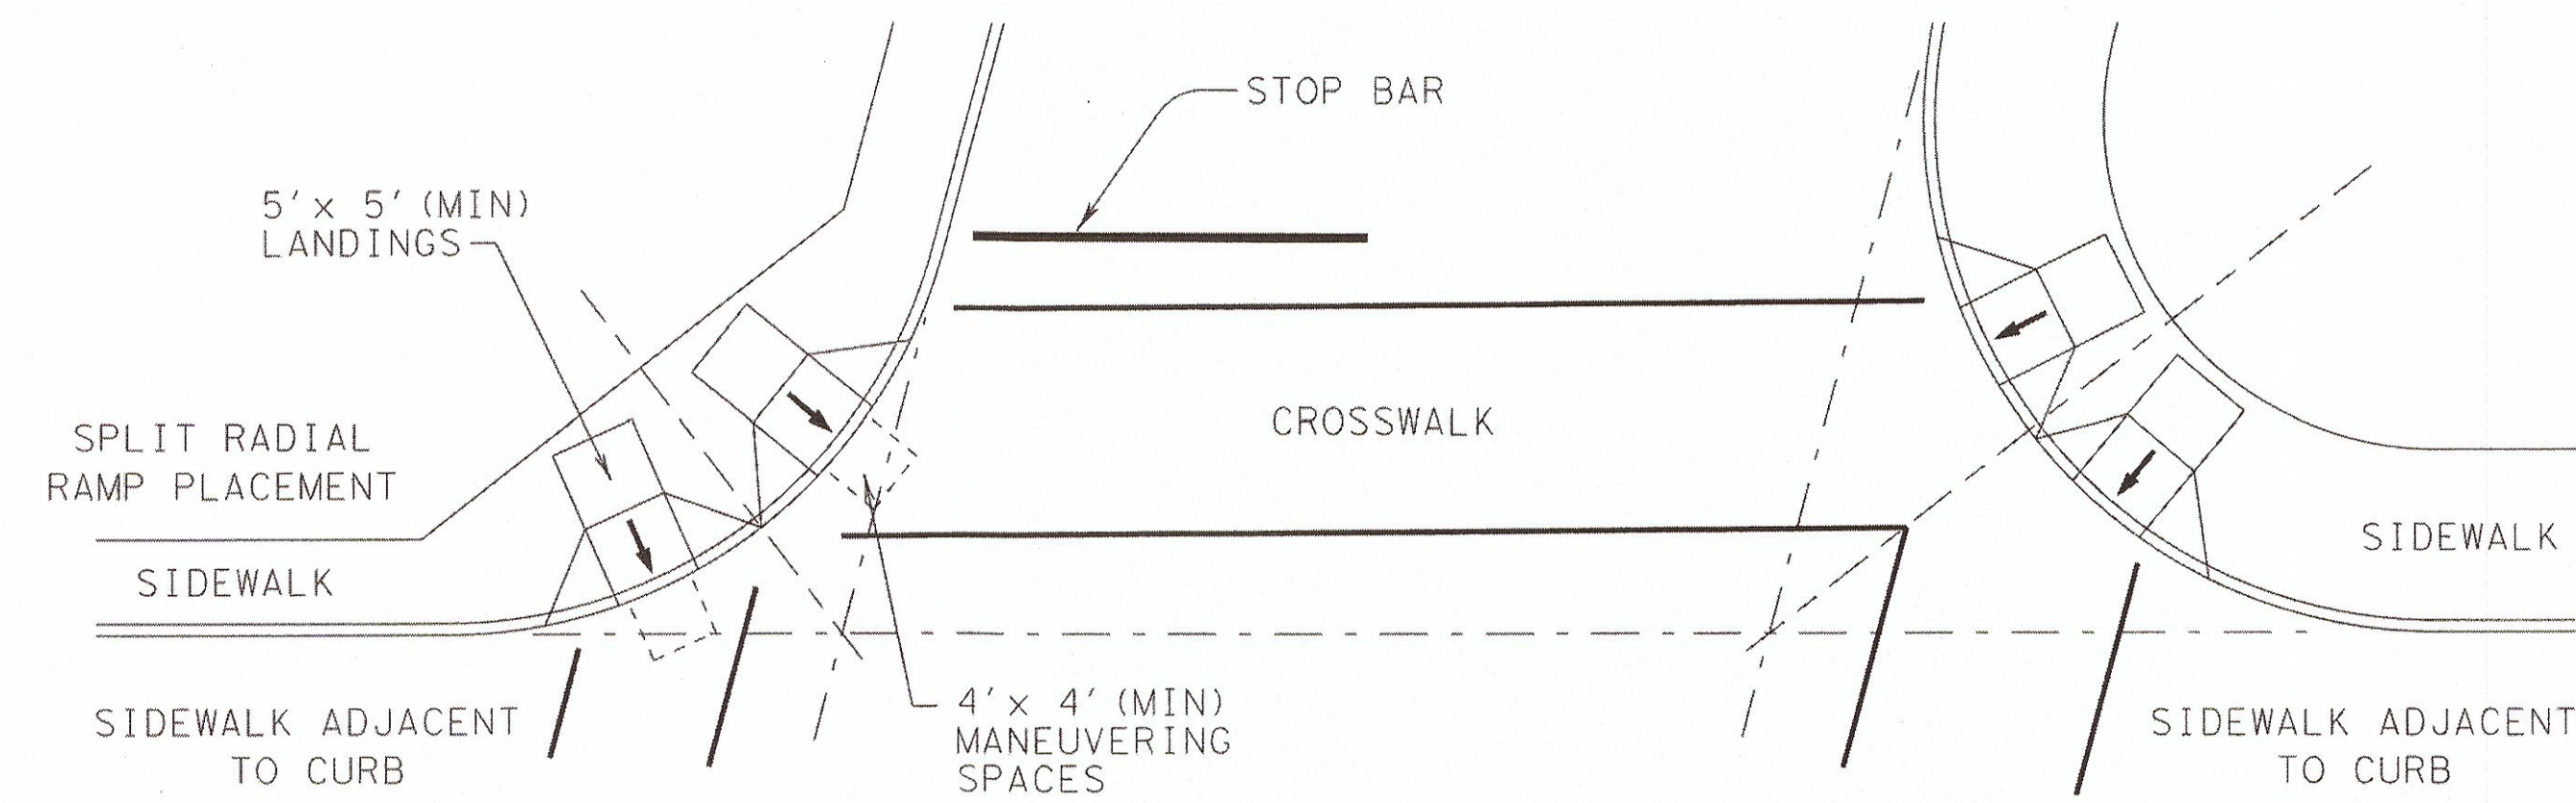 STOP BAR
5'x 5'(MIN)
LANDINGS
SPLIT RADIAL
RAMP PLACEMENT
CROSSWALK
SIDEWALK
SIDEWALK
SIDEWALK ADJACENT
TO CURB
4'x 4'(MIN)
MANEUVERING
SPACES
SIDEWALK ADJACENT
TO CURB